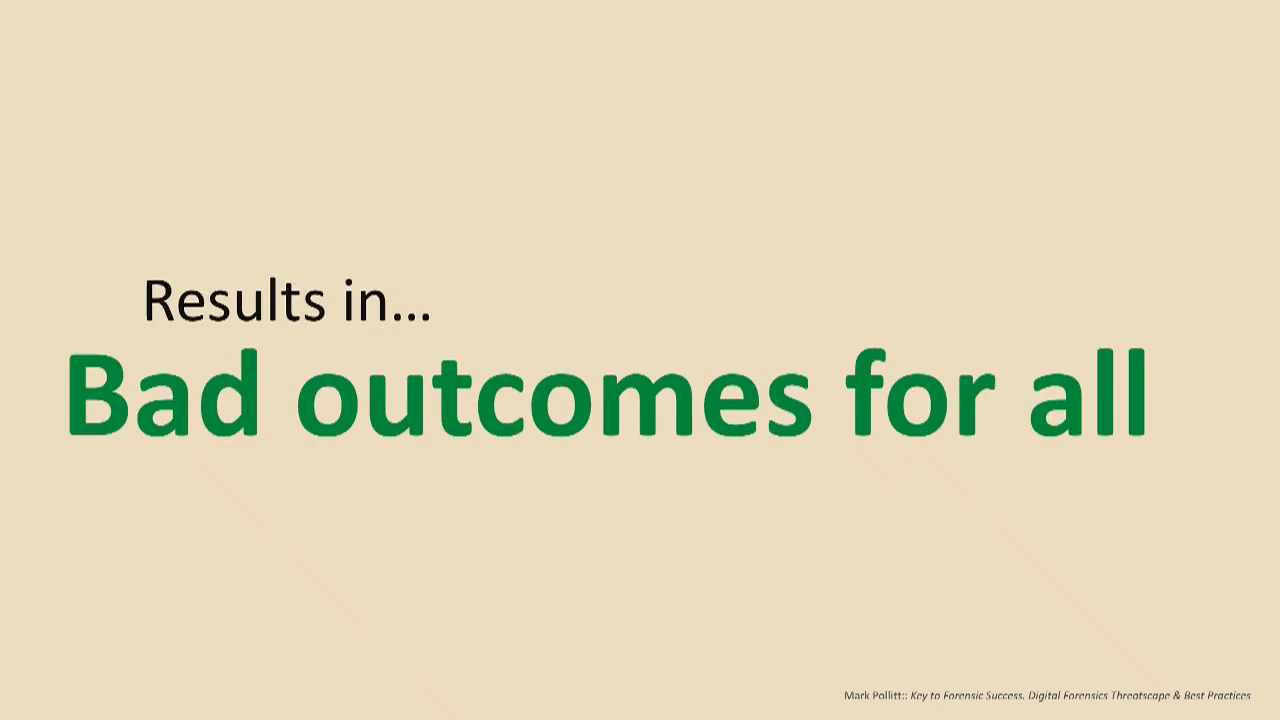 Results in...
Bad outcomes for all
Mark Pollitt:: Key to Forensic Success. Digital Forensics Threatscape & Best Practices